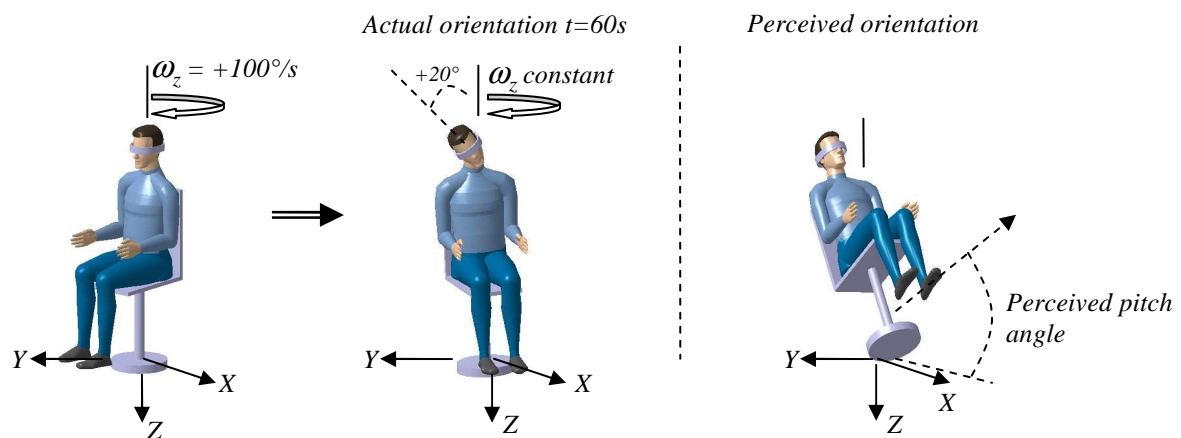 Actual orientation t=60s
Perceived orientation
ω_z = +100°/s
+20°
ω_z constant
Perceived pitch
angle
Y
X
Z
Y
X
Z
Y
X
Z